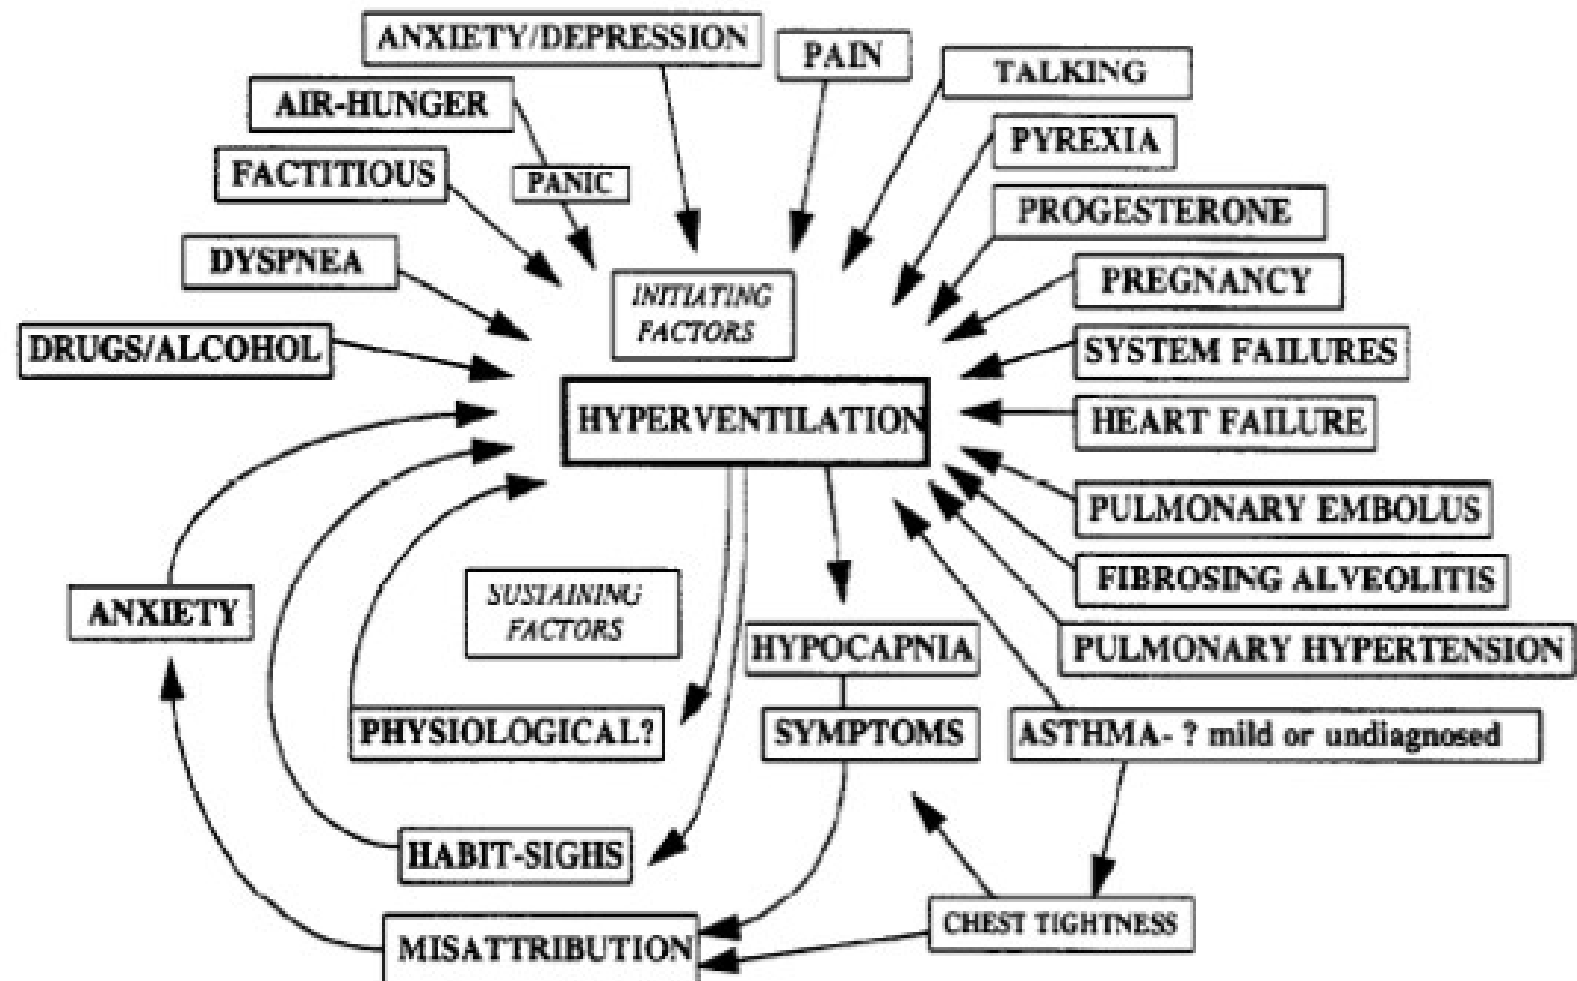 ANXIETY/DEPRESSION
PAIN
TALKING
AIR-HUNGER
PYREXIA
FACTITIOUS
PANIC
PROGESTERONE
DYSPNEA
PREGNANCY
INITIATING
FACTORS
DRUGS/ALCOHOL
SYSTEM FAILURES
HYPERVENTILATION
HEART FAILURE
PULMONARY EMBOLUS
FIBROSING ALVEOLITIS
ANXIETY
SUSTAINING
FACTORS
HYPOCAPNIA
PULMONARY HYPERTENSION
PHYSIOLOGICAL?
SYMPTOMS
ASTHMA- ? mild or undiagnosed
HABIT-SIGHS
CHEST TIGHTNESS
MISATTRIBUTION